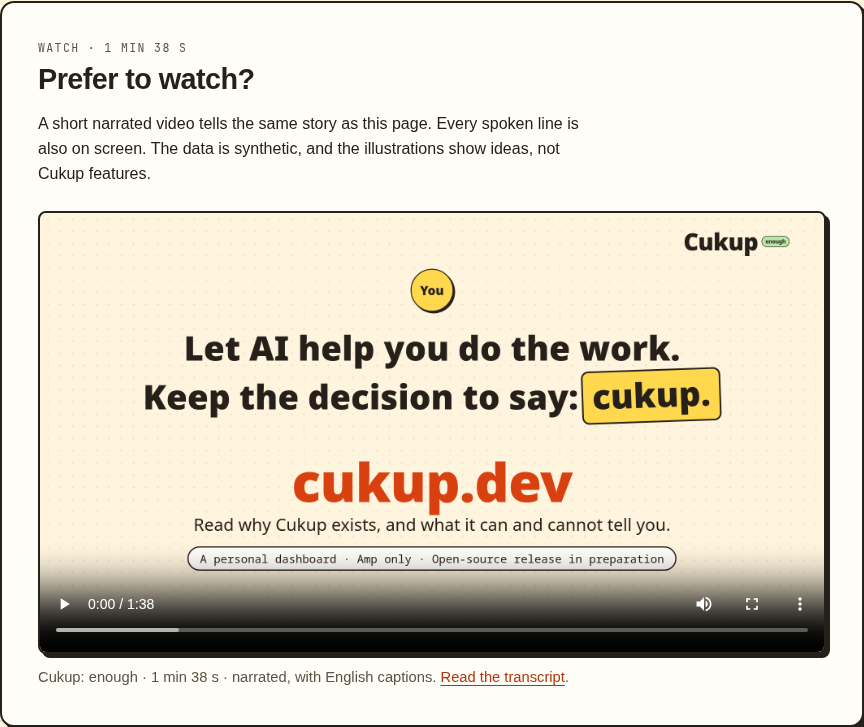 WATCH · 1 MIN 38 S
Prefer to watch?
A short narrated video tells the same story as this page. Every spoken line is
also on screen. The data is synthetic, and the illustrations show ideas, not
Cukup features.
Cukup enough
You
Let AI help you do the work.
Keep the decision to say: cukup.
cukup.dev
Read why Cukup exists, and what it can and cannot tell you.
A personal dashboard · Amp only · Open-source release in preparation
0:00 / 1:38
Cukup: enough · 1 min 38 s · narrated, with English captions. Read the transcript.